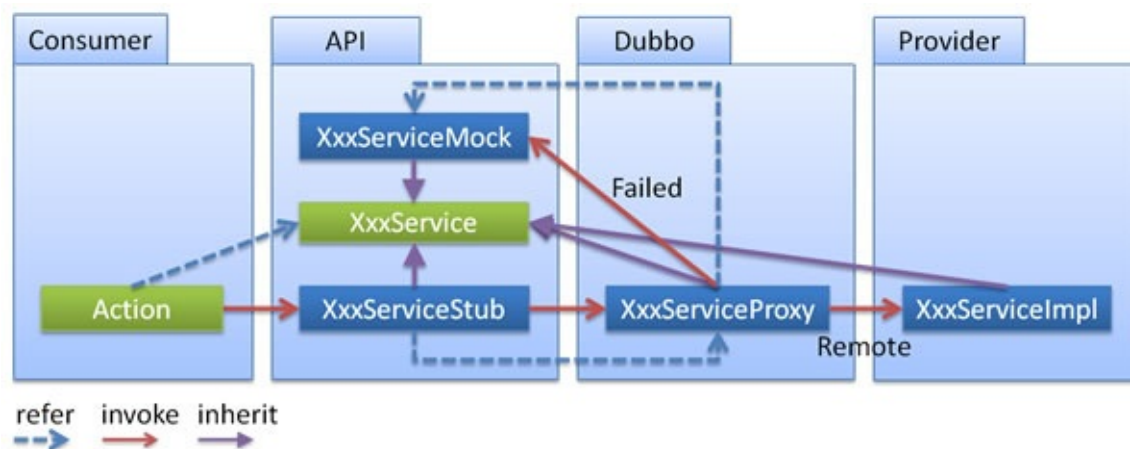 Consumer
API
Dubbo
Provider
XxxServiceMock
Failed
XxxService
Action
XxxServiceStub
XxxServiceProxy
XxxServiceImpl
Remote
refer
invoke
inherit